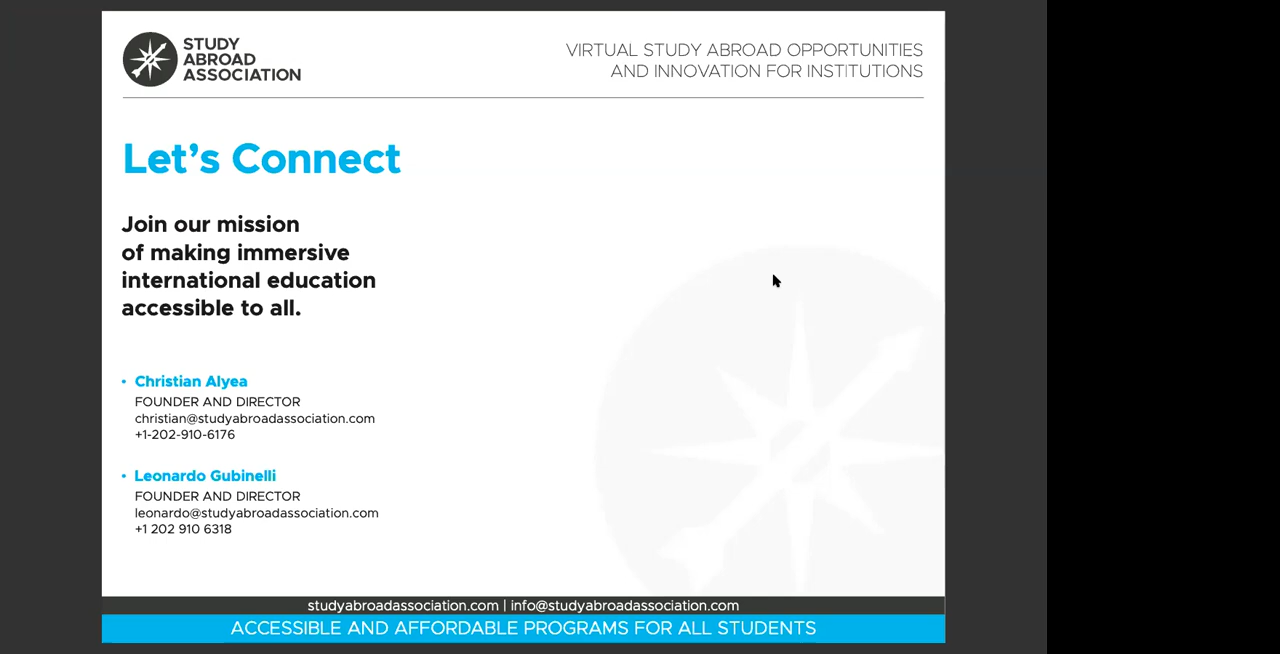 STUDY
ABROAD
ASSOCIATION
VIRTUAL STUDY ABROAD OPPORTUNITIES
AND INNOVATION FOR INSTITUTIONS
Let's Connect
Join our mission
of making immersive
international education
accessible to all.
• Christian Alyea
FOUNDER AND DIRECTOR
christian@studyabroadassociation.com
+1-202-910-6176
• Leonardo Gubinelli
FOUNDER AND DIRECTOR
leonardo@studyabroadassociation.com
+1 202 910 6318
studyabroadassociation.com | info@studyabroadassociation.com
ACCESSIBLE AND AFFORDABLE PROGRAMS FOR ALL STUDENTS